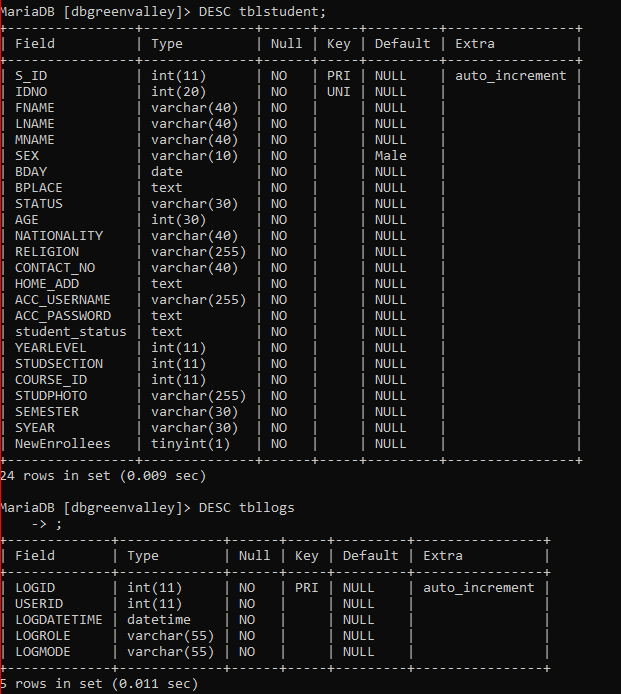 MariaDB [dbgreenvalley]> DESC tblstudent;
+----------------+--------------+------+-----+---------+----------------+
| Field          | Type         | Null | Key | Default | Extra          |
+----------------+--------------+------+-----+---------+----------------+
| S_ID           | int(11)      | NO   | PRI | NULL    | auto_increment |
| IDNO           | int(20)      | NO   | UNI | NULL    |                |
| FNAME          | varchar(40)  | NO   |     | NULL    |                |
| LNAME          | varchar(40)  | NO   |     | NULL    |                |
| MNAME          | varchar(40)  | NO   |     | NULL    |                |
| SEX            | varchar(10)  | NO   |     | Male    |                |
| BDAY           | date         | NO   |     | NULL    |                |
| BPLACE         | text         | NO   |     | NULL    |                |
| STATUS         | varchar(30)  | NO   |     | NULL    |                |
| AGE            | int(30)      | NO   |     | NULL    |                |
| NATIONALITY    | varchar(40)  | NO   |     | NULL    |                |
| RELIGION       | varchar(255) | NO   |     | NULL    |                |
| CONTACT_NO     | varchar(40)  | NO   |     | NULL    |                |
| HOME_ADD       | text         | NO   |     | NULL    |                |
| ACC_USERNAME   | varchar(255) | NO   |     | NULL    |                |
| ACC_PASSWORD   | text         | NO   |     | NULL    |                |
| student_status | text         | NO   |     | NULL    |                |
| YEARLEVEL      | int(11)      | NO   |     | NULL    |                |
| STUDSECTION    | int(11)      | NO   |     | NULL    |                |
| COURSE_ID      | int(11)      | NO   |     | NULL    |                |
| STUDPHOTO      | varchar(255) | NO   |     | NULL    |                |
| SEMESTER       | varchar(30)  | NO   |     | NULL    |                |
| SYEAR          | varchar(30)  | NO   |     | NULL    |                |
| NewEnrollees   | tinyint(1)   | NO   |     | NULL    |                |
+----------------+--------------+------+-----+---------+----------------+
24 rows in set (0.009 sec)
MariaDB [dbgreenvalley]> DESC tbllogs
    -> ;
+-------------+-------------+------+-----+---------+----------------+
| Field       | Type        | Null | Key | Default | Extra          |
+-------------+-------------+------+-----+---------+----------------+
| LOGID       | int(11)     | NO   | PRI | NULL    | auto_increment |
| USERID      | int(11)     | NO   |     | NULL    |                |
| LOGDATETIME | datetime    | NO   |     | NULL    |                |
| LOGROLE     | varchar(55) | NO   |     | NULL    |                |
| LOGMODE     | varchar(55) | NO   |     | NULL    |                |
+-------------+-------------+------+-----+---------+----------------+
5 rows in set (0.011 sec)